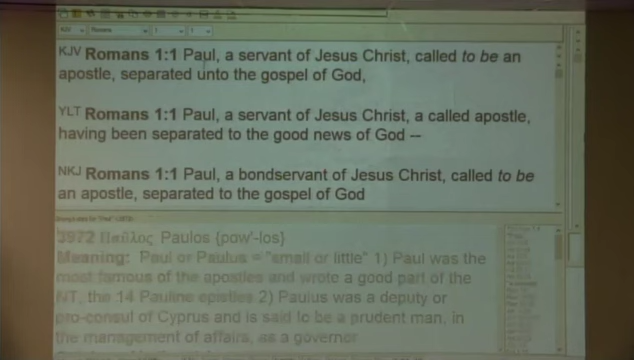 KJV Romans 1 1
KJV Romans 1:1 Paul, a servant of Jesus Christ, called to be an
apostle, separated unto the gospel of God,
YLT Romans 1:1 Paul, a servant of Jesus Christ, a called apostle,
having been separated to the good news of God --
NKJ Romans 1:1 Paul, a bondservant of Jesus Christ, called to be
an apostle, separated to the gospel of God
3972 Παῦλος Paulos {pow'-los}
Meaning: Paul or Paulus = "small or little" 1) Paul was the
most famous of the apostles and wrote a good part of the
NT, the 14 Pauline epistles 2) Paulus was a deputy or
pro-consul of Cyprus and is said to be a prudent man, in
the management of affairs, as a governor